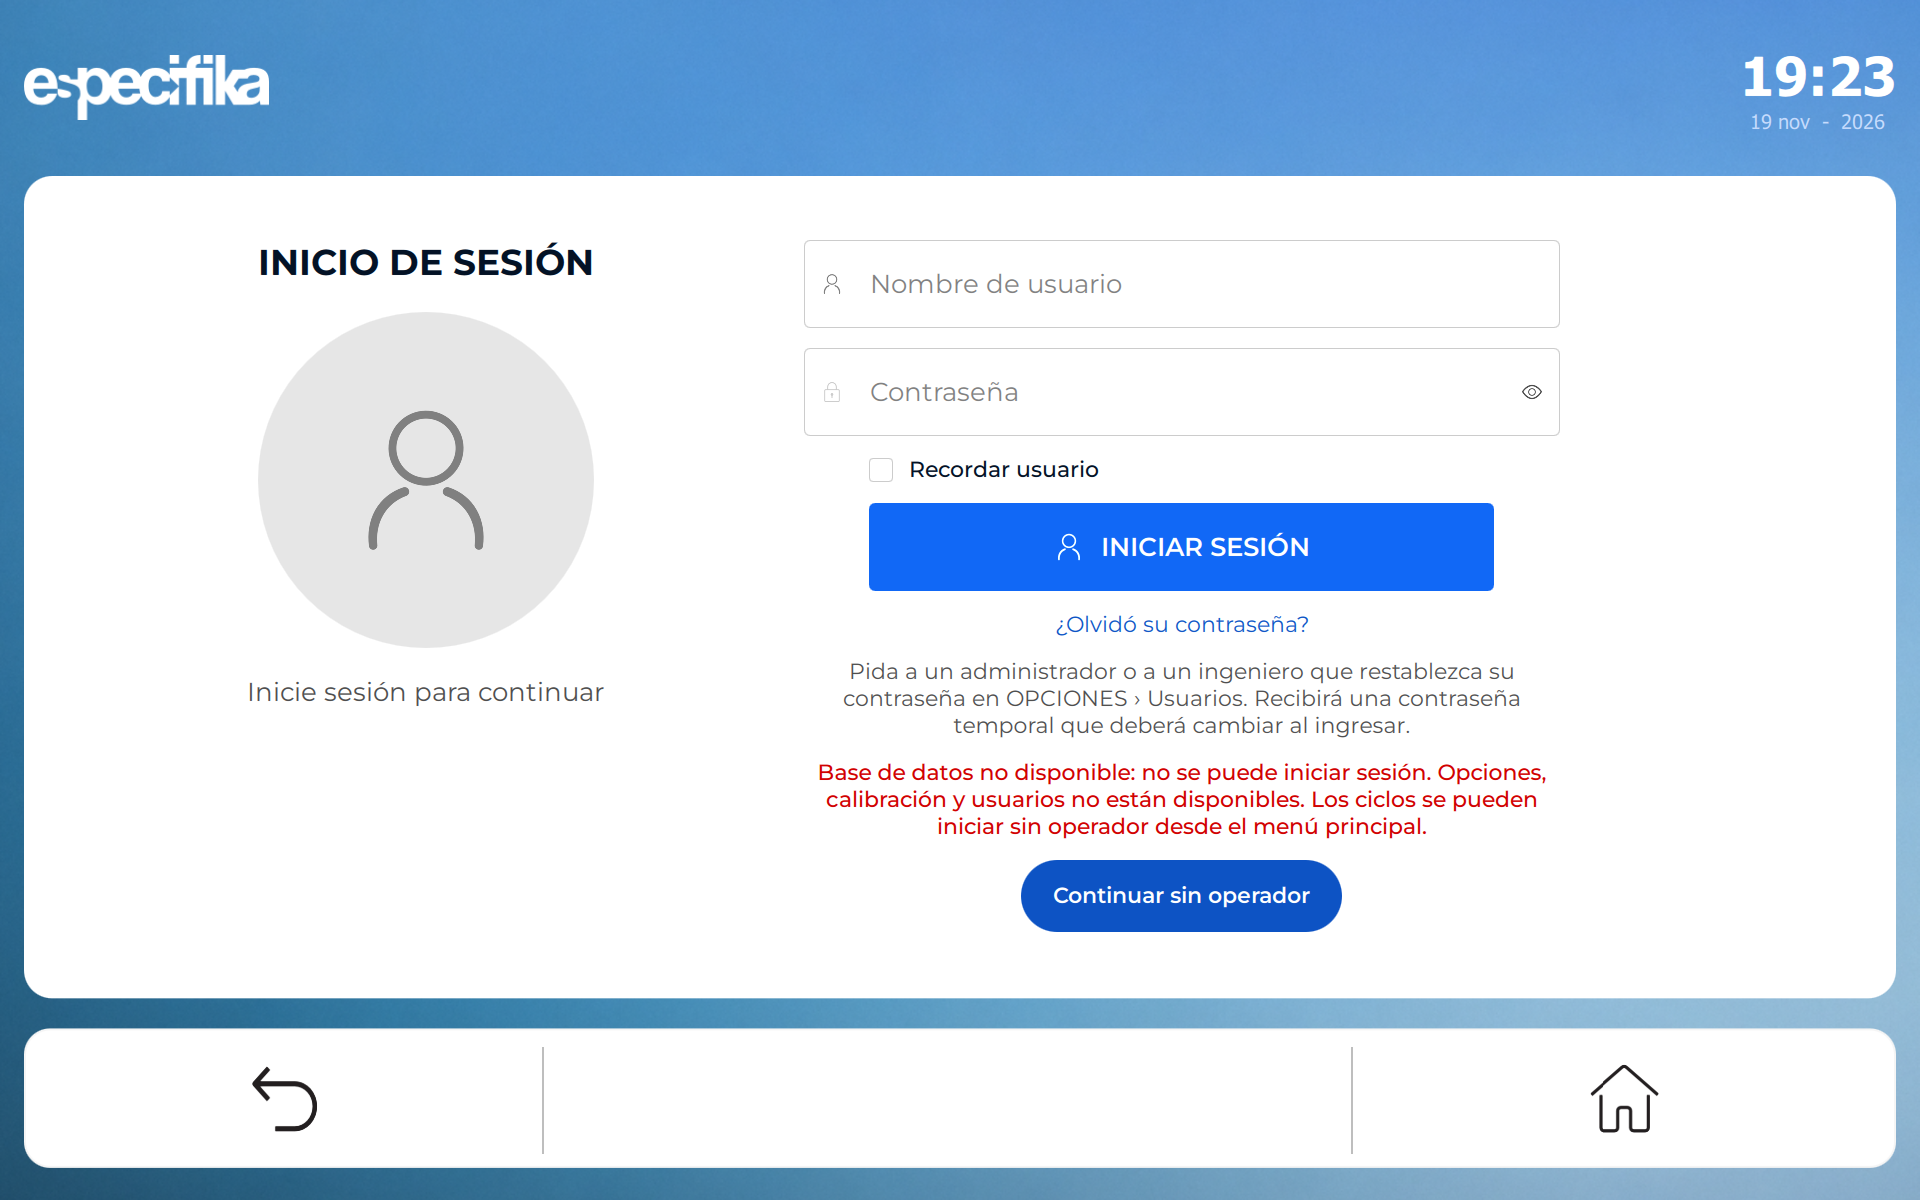 especifika
19:23
19 nov - 2026
INICIO DE SESIÓN
Inicie sesión para continuar
Nombre de usuario
Contraseña
Recordar usuario
INICIAR SESIÓN
¿Olvidó su contraseña?
Pida a un administrador o a un ingeniero que restablezca su
contraseña en OPCIONES › Usuarios. Recibirá una contraseña
temporal que deberá cambiar al ingresar.
Base de datos no disponible: no se puede iniciar sesión. Opciones,
calibración y usuarios no están disponibles. Los ciclos se pueden
iniciar sin operador desde el menú principal.
Continuar sin operador